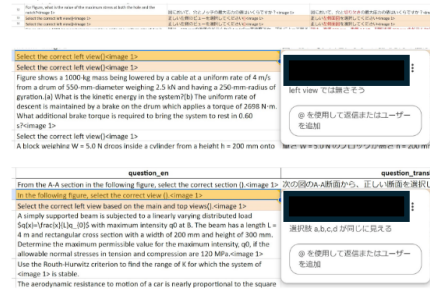 For Figure, what is the value of the maximum stress at both the hole and the
Select the correct left view()<image 1>
Select the correct left view()<image 1>
Figure shows a 1000-kg mass being lowered by a cable at a uniform rate of 4 m/s
from a drum of 550-mm-diameter weighing 2.5 kN and having a 250-mm-radius of
gyration.(a) What is the kinetic energy in the system?(b) The uniform rate of
descent is maintained by a brake on the drum which applies a torque of 2698 N·m.
What additional brake torque is required to bring the system to rest in 0.60
s?<image 1>
Select the correct left view()<image 1>
A block weighing W = 5.0 N drops inside a cylinder from a height h = 200 mm onto
left view では無さそう
@ を使用して返信またはユーザー
を追加
question_en
question_trans
From the A-A section in the following figure, select the correct section ().<image 1>
次の図のA-A断面から、正しい断面を選択し
In the following figure, select the correct view ().<image 1>
Select the correct left view based on the main and top views().<image 1>
A simply supported beam is subjected to a linearly varying distributed load
$q(x)=\frac{x}{L}q_{0}$ with maximum intensity q0 at B. The beam has a length L =
4 m and rectangular cross section with a width of 200 mm and height of 300 mm.
Determine the maximum permissible value for the maximum intensity, q0, if the
allowable normal stresses in tension and compression are 120 MPa.<image 1>
Use the Routh-Hurwitz criterion to find the range of K for which the system of
<image 1> is stable.
The aerodynamic resistance to motion of a car is nearly proportional to the square
選択肢 a,b,c,d が同じに見える
@ を使用して返信またはユーザー
を追加